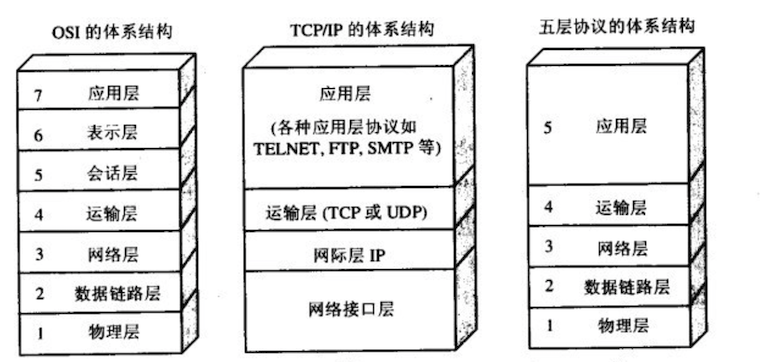 OSI 的体系结构
7 应用层
6 表示层
5 会话层
4 运输层
3 网络层
2 数据链路层
1 物理层
TCP/IP 的体系结构
应用层
(各种应用层协议如
TELNET, FTP, SMTP 等)
运输层 (TCP 或 UDP)
网际层 IP
网络接口层
五层协议的体系结构
5 应用层
4 运输层
3 网络层
2 数据链路层
1 物理层